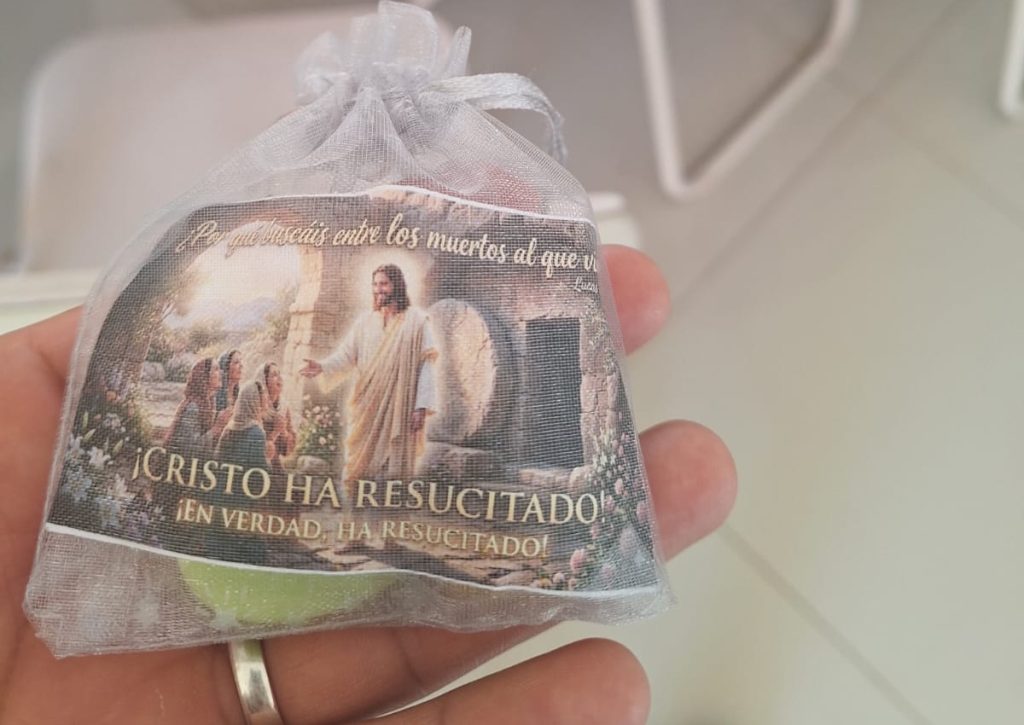 ¿Por qué buscáis entre los muertos al que
¡CRISTO HA RESUCITADO!
¡EN VERDAD, HA RESUCITADO!